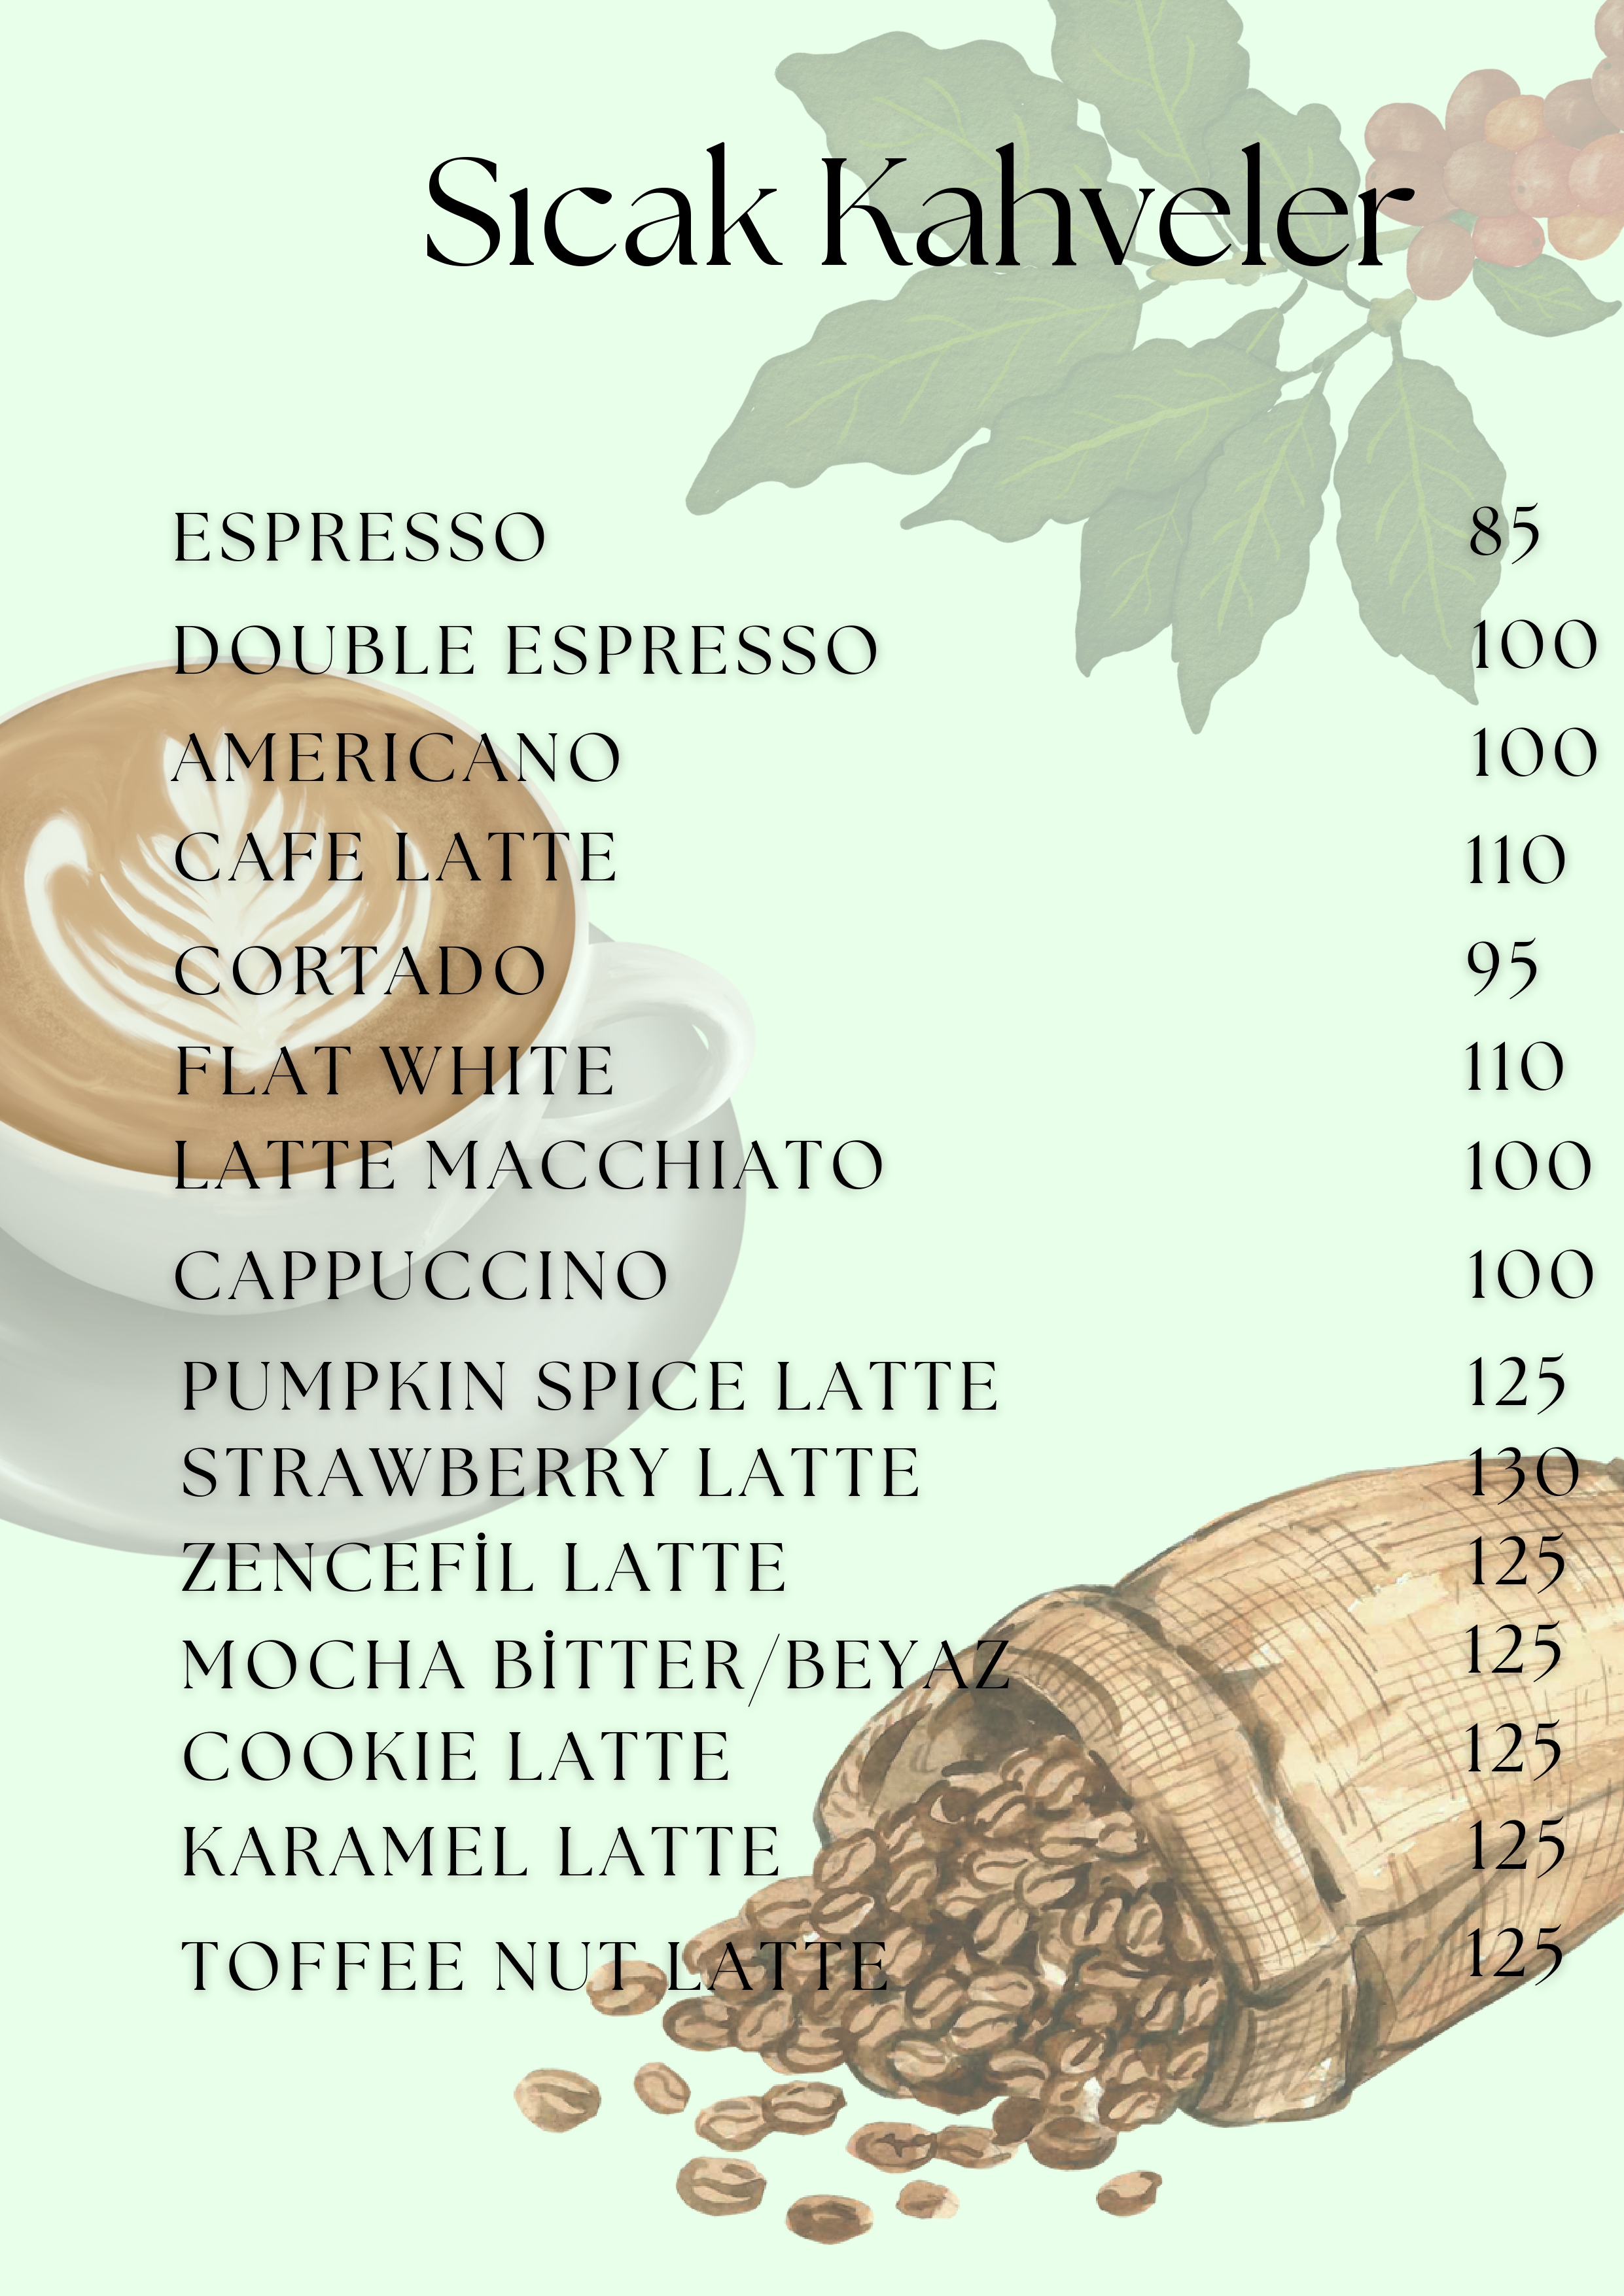 Sıcak Kahveler
ESPRESSO 85
DOUBLE ESPRESSO 100
AMERICANO 100
CAFE LATTE 110
CORTADO 95
FLAT WHITE 110
LATTE MACCHIATO 100
CAPPUCCINO 100
PUMPKIN SPICE LATTE 125
STRAWBERRY LATTE 130
ZENCEFİL LATTE 125
MOCHA BİTTER/BEYAZ 125
COOKIE LATTE 125
KARAMEL LATTE 125
TOFFEE NUT LATTE 125